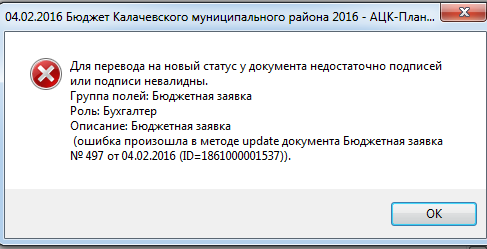 04.02.2016 Бюджет Калачевского муниципального района 2016 - АЦК-План...
Для перевода на новый статус у документа недостаточно подписей
или подписи невалидны.
Группа полей: Бюджетная заявка
Роль: Бухгалтер
Описание: Бюджетная заявка
(ошибка произошла в методе update документа Бюджетная заявка
№ 497 от 04.02.2016 (ID=1861000001537)).
OK